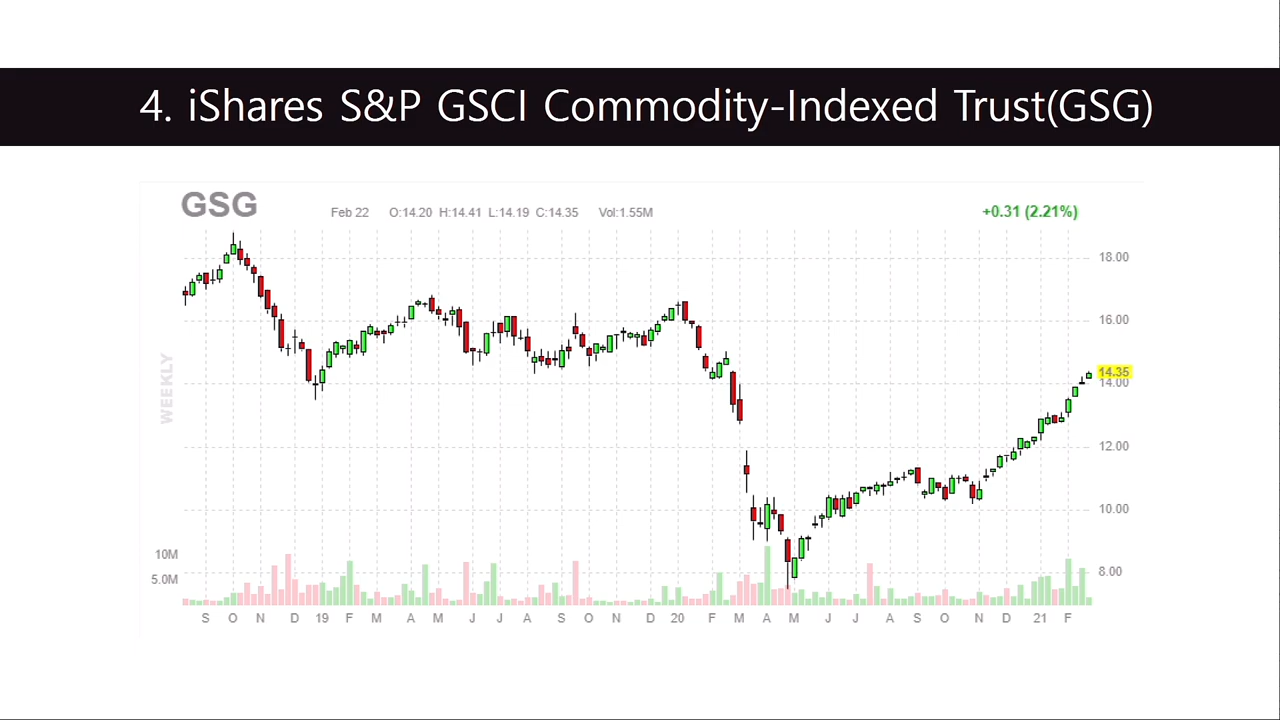 4. iShares S&P GSCI Commodity-Indexed Trust(GSG)
GSG
Feb 22 O:14.20 H:14.41 L:14.19 C:14.35 Vol:1.55M
+0.31 (2.21%)
18.00
16.00
14.35
14.00
12.00
10.00
8.00
WEEKLY
10M
5.0M
S O N D 19 F M A M J J A S O N D 20 F M A M J J A S O N D 21 F